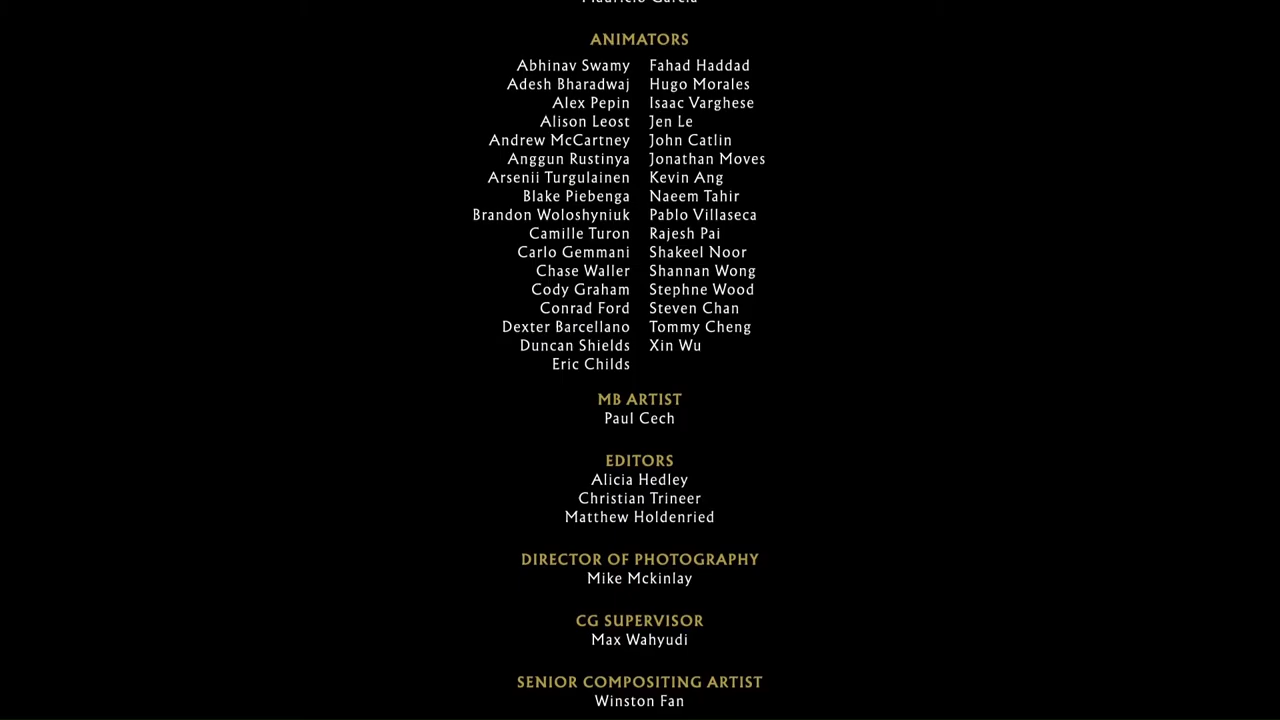 Mauricio Garcia
ANIMATORS
Abhinav Swamy Fahad Haddad
Adesh Bharadwaj Hugo Morales
Alex Pepin Isaac Varghese
Alison Leost Jen Le
Andrew McCartney John Catlin
Anggun Rustinya Jonathan Moves
Arsenii Turgulainen Kevin Ang
Blake Piebenga Naeem Tahir
Brandon Woloshyniuk Pablo Villaseca
Camille Turon Rajesh Pai
Carlo Gemmani Shakeel Noor
Chase Waller Shannan Wong
Cody Graham Stephne Wood
Conrad Ford Steven Chan
Dexter Barcellano Tommy Cheng
Duncan Shields Xin Wu
Eric Childs
MB ARTIST
Paul Cech
EDITORS
Alicia Hedley
Christian Trineer
Matthew Holdenried
DIRECTOR OF PHOTOGRAPHY
Mike Mckinlay
CG SUPERVISOR
Max Wahyudi
SENIOR COMPOSITING ARTIST
Winston Fan